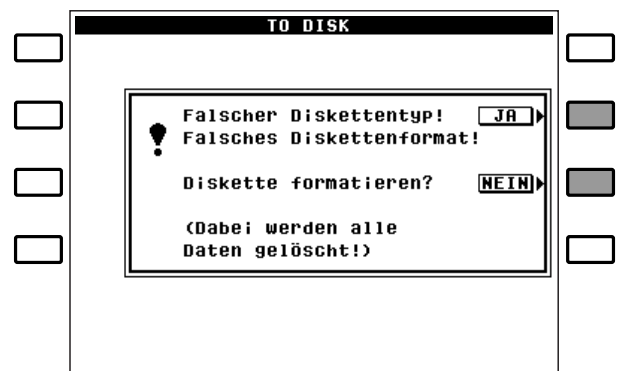 TO DISK
Falscher Diskettentyp! JA
Falsches Diskettenformat!
Diskette formatieren? NEIN
(Dabei werden alle
Daten gelöscht!)